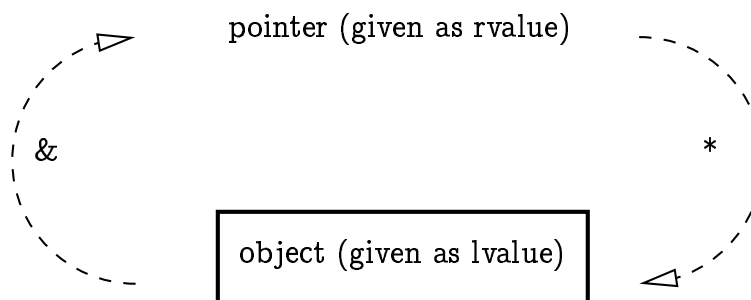 pointer (given as rvalue)
& *
object (given as lvalue)